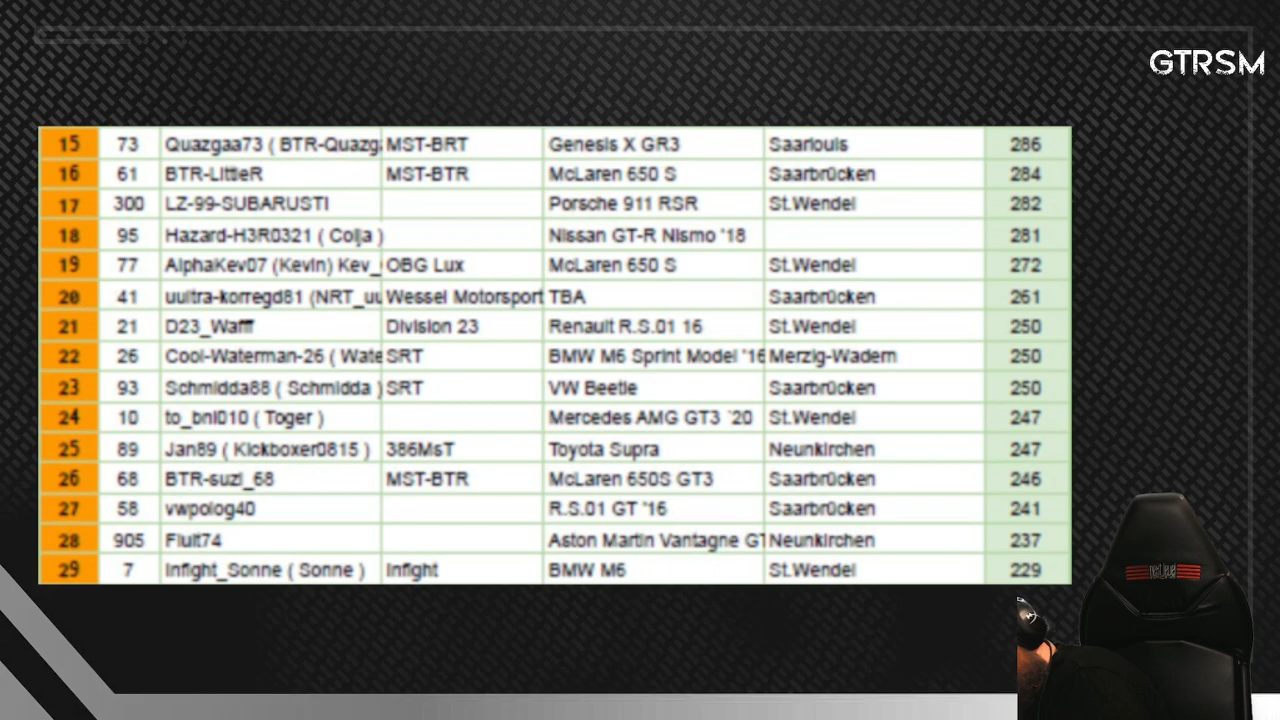 GTRSM
15 73 Quazgaa73 ( BTR-Quazga MST-BRT Genesis X GR3 Saarlouis 286
16 61 BTR-LittleR MST-BTR McLaren 650 S Saarbrücken 284
17 300 LZ-99-SUBARUSTI Porsche 911 RSR St.Wendel 282
18 95 Hazard-H3R0321 ( Colja ) Nissan GT-R Nismo '18 281
19 77 AlphaKev07 (Kevin) Kev_ OBG Lux McLaren 650 S St.Wendel 272
20 41 uultra-korregd81 (NRT_uu Wessel Motorsport TBA Saarbrücken 261
21 21 D23_Wafff Division 23 Renault R.S.01 16 St.Wendel 250
22 26 Cool-Waterman-26 ( Wate SRT BMW M6 Sprint Model '16 Merzig-Wadern 250
23 93 Schmidda88 ( Schmidda ) SRT VW Beetle Saarbrücken 250
24 10 to_bnl010 ( Toger ) Mercedes AMG GT3 `20 St.Wendel 247
25 89 Jan89 ( Kickboxer0815 ) 386MsT Toyota Supra Neunkirchen 247
26 68 BTR-suzi_68 MST-BTR McLaren 650S GT3 Saarbrücken 246
27 58 vwpolog40 R.S.01 GT '16 Saarbrücken 241
28 905 Fluit74 Aston Martin Vantagne GT Neunkirchen 237
29 7 Infight_Sonne ( Sonne ) Infight BMW M6 St.Wendel 229